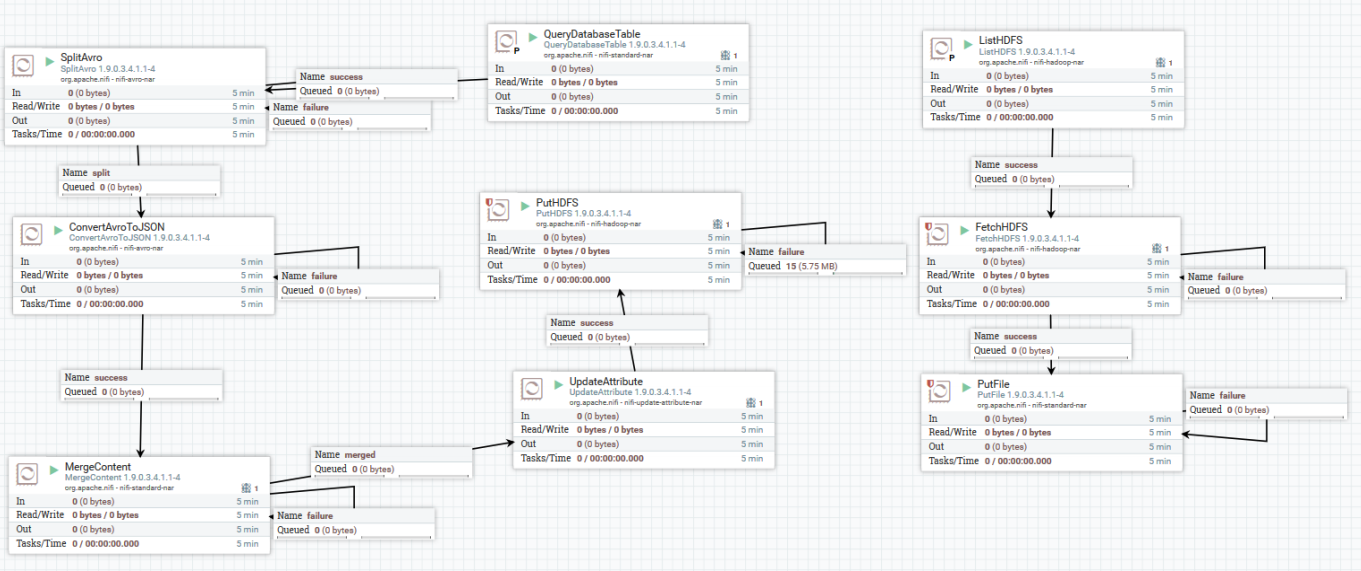 SplitAvro
SplitAvro 1.9.0.3.4.1.1-4
org.apache.nifi - nifi-avro-nar
In 0 (0 bytes) 5 min
Read/Write 0 bytes / 0 bytes 5 min
Out 0 (0 bytes) 5 min
Tasks/Time 0 / 00:00:00.000 5 min
Name success
Queued 0 (0 bytes)
Name failure
Queued 0 (0 bytes)
P
QueryDatabaseTable
QueryDatabaseTable 1.9.0.3.4.1.1-4
org.apache.nifi - nifi-standard-nar
1
In 0 (0 bytes) 5 min
Read/Write 0 bytes / 0 bytes 5 min
Out 0 (0 bytes) 5 min
Tasks/Time 0 / 00:00:00.000 5 min
P
ListHDFS
ListHDFS 1.9.0.3.4.1.1-4
org.apache.nifi - nifi-hadoop-nar
1
In 0 (0 bytes) 5 min
Read/Write 0 bytes / 0 bytes 5 min
Out 0 (0 bytes) 5 min
Tasks/Time 0 / 00:00:00.000 5 min
Name split
Queued 0 (0 bytes)
Name success
Queued 0 (0 bytes)
ConvertAvroToJSON
ConvertAvroToJSON 1.9.0.3.4.1.1-4
org.apache.nifi - nifi-avro-nar
In 0 (0 bytes) 5 min
Read/Write 0 bytes / 0 bytes 5 min
Out 0 (0 bytes) 5 min
Tasks/Time 0 / 00:00:00.000 5 min
Name failure
Queued 0 (0 bytes)
PutHDFS
PutHDFS 1.9.0.3.4.1.1-4
org.apache.nifi - nifi-hadoop-nar
1
In 0 (0 bytes) 5 min
Read/Write 0 bytes / 0 bytes 5 min
Out 0 (0 bytes) 5 min
Tasks/Time 0 / 00:00:00.000 5 min
Name failure
Queued 15 (5.75 MB)
FetchHDFS
FetchHDFS 1.9.0.3.4.1.1-4
org.apache.nifi - nifi-hadoop-nar
1
In 0 (0 bytes) 5 min
Read/Write 0 bytes / 0 bytes 5 min
Out 0 (0 bytes) 5 min
Tasks/Time 0 / 00:00:00.000 5 min
Name failure
Queued 0 (0 bytes)
Name success
Queued 0 (0 bytes)
Name success
Queued 0 (0 bytes)
Name success
Queued 0 (0 bytes)
UpdateAttribute
UpdateAttribute 1.9.0.3.4.1.1-4
org.apache.nifi - nifi-update-attribute-nar
1
In 0 (0 bytes) 5 min
Read/Write 0 bytes / 0 bytes 5 min
Out 0 (0 bytes) 5 min
Tasks/Time 0 / 00:00:00.000 5 min
PutFile
PutFile 1.9.0.3.4.1.1-4
org.apache.nifi - nifi-standard-nar
In 0 (0 bytes) 5 min
Read/Write 0 bytes / 0 bytes 5 min
Out 0 (0 bytes) 5 min
Tasks/Time 0 / 00:00:00.000 5 min
Name failure
Queued 0 (0 bytes)
MergeContent
MergeContent 1.9.0.3.4.1.1-4
org.apache.nifi - nifi-standard-nar
1
In 0 (0 bytes) 5 min
Read/Write 0 bytes / 0 bytes 5 min
Out 0 (0 bytes) 5 min
Tasks/Time 0 / 00:00:00.000 5 min
Name merged
Queued 0 (0 bytes)
Name failure
Queued 0 (0 bytes)